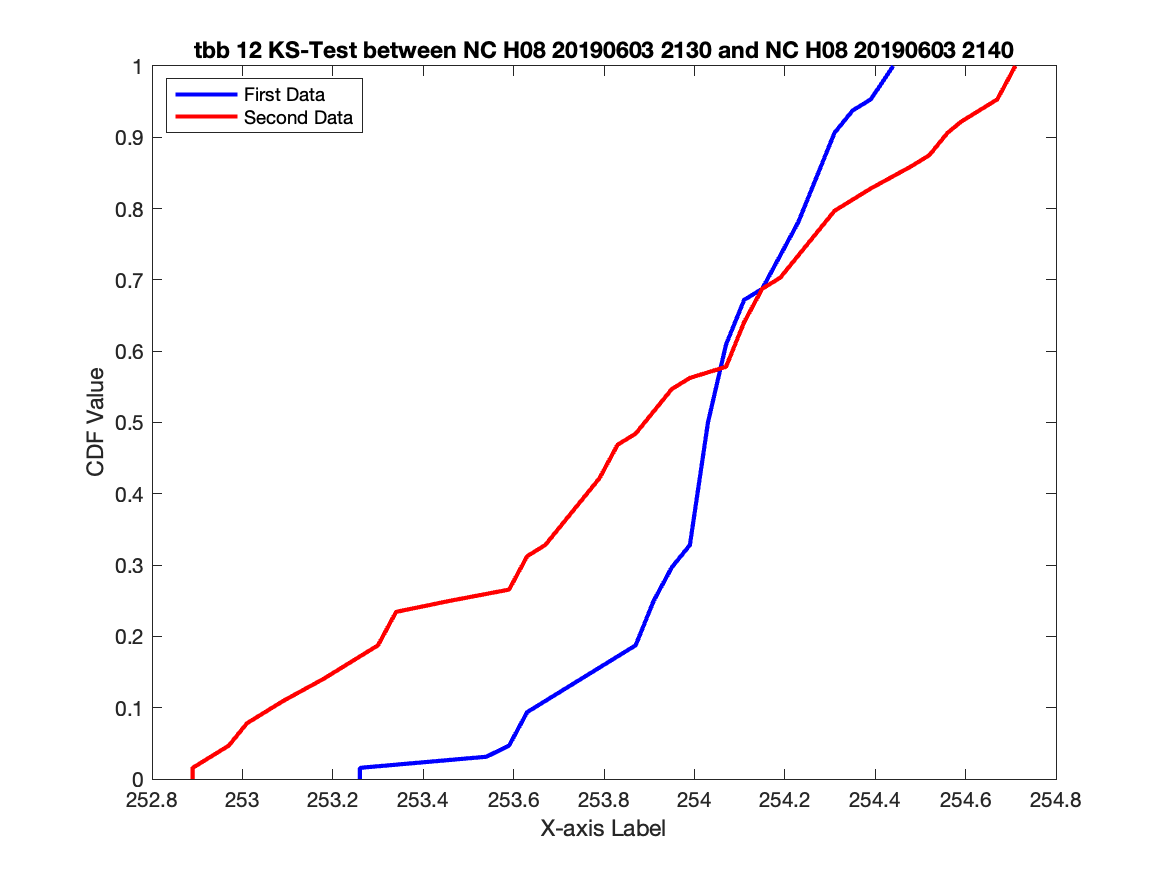 tbb 12 KS-Test between NC H08 20190603 2130 and NC H08 20190603 2140
First Data
Second Data
1
0.9
0.8
0.7
0.6
0.5
0.4
0.3
0.2
0.1
0
CDF Value
252.8 253 253.2 253.4 253.6 253.8 254 254.2 254.4 254.6 254.8
X-axis Label